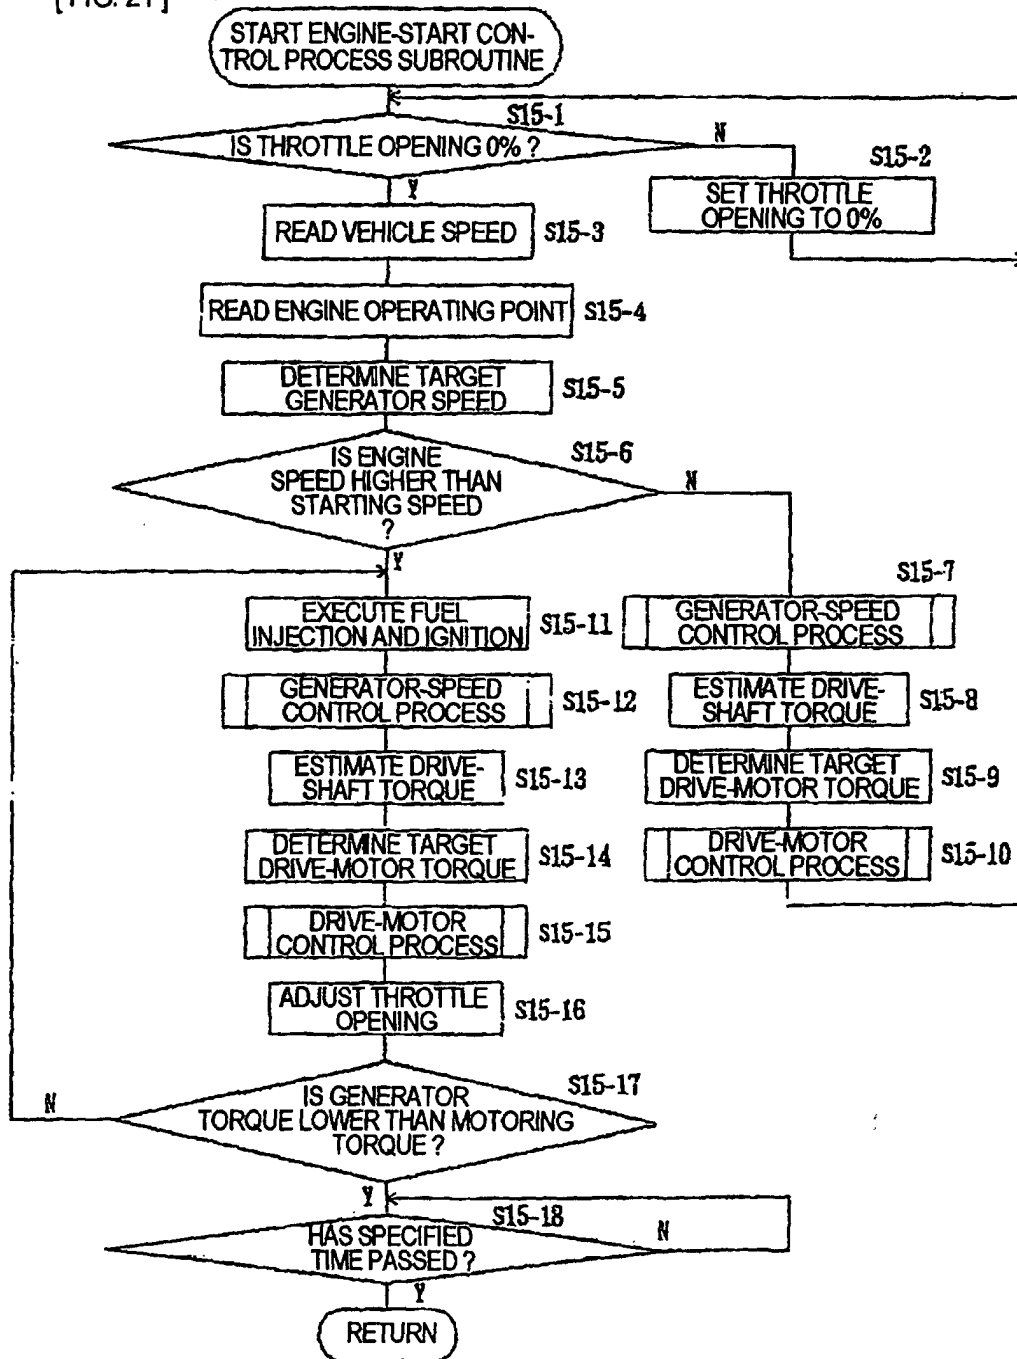 [FIG. 21]
START ENGINE-START CON-
TROL PROCESS SUBROUTINE
S15-1
IS THROTTLE OPENING 0% ?
N
Y
S15-2
SET THROTTLE
OPENING TO 0%
READ VEHICLE SPEED
S15-3
READ ENGINE OPERATING POINT
S15-4
DETERMINE TARGET
GENERATOR SPEED
S15-5
S15-6
IS ENGINE
SPEED HIGHER THAN
STARTING SPEED
?
N
Y
S15-7
GENERATOR-SPEED
CONTROL PROCESS
ESTIMATE DRIVE-
SHAFT TORQUE
S15-8
DETERMINE TARGET
DRIVE-MOTOR TORQUE
S15-9
DRIVE-MOTOR
CONTROL PROCESS
S15-10
EXECUTE FUEL
INJECTION AND IGNITION
S15-11
GENERATOR-SPEED
CONTROL PROCESS
S15-12
ESTIMATE DRIVE-
SHAFT TORQUE
S15-13
DETERMINE TARGET
DRIVE-MOTOR TORQUE
S15-14
DRIVE-MOTOR
CONTROL PROCESS
S15-15
ADJUST THROTTLE
OPENING
S15-16
S15-17
IS GENERATOR
TORQUE LOWER THAN MOTORING
TORQUE ?
N
Y
S15-18
HAS SPECIFIED
TIME PASSED ?
N
Y
RETURN